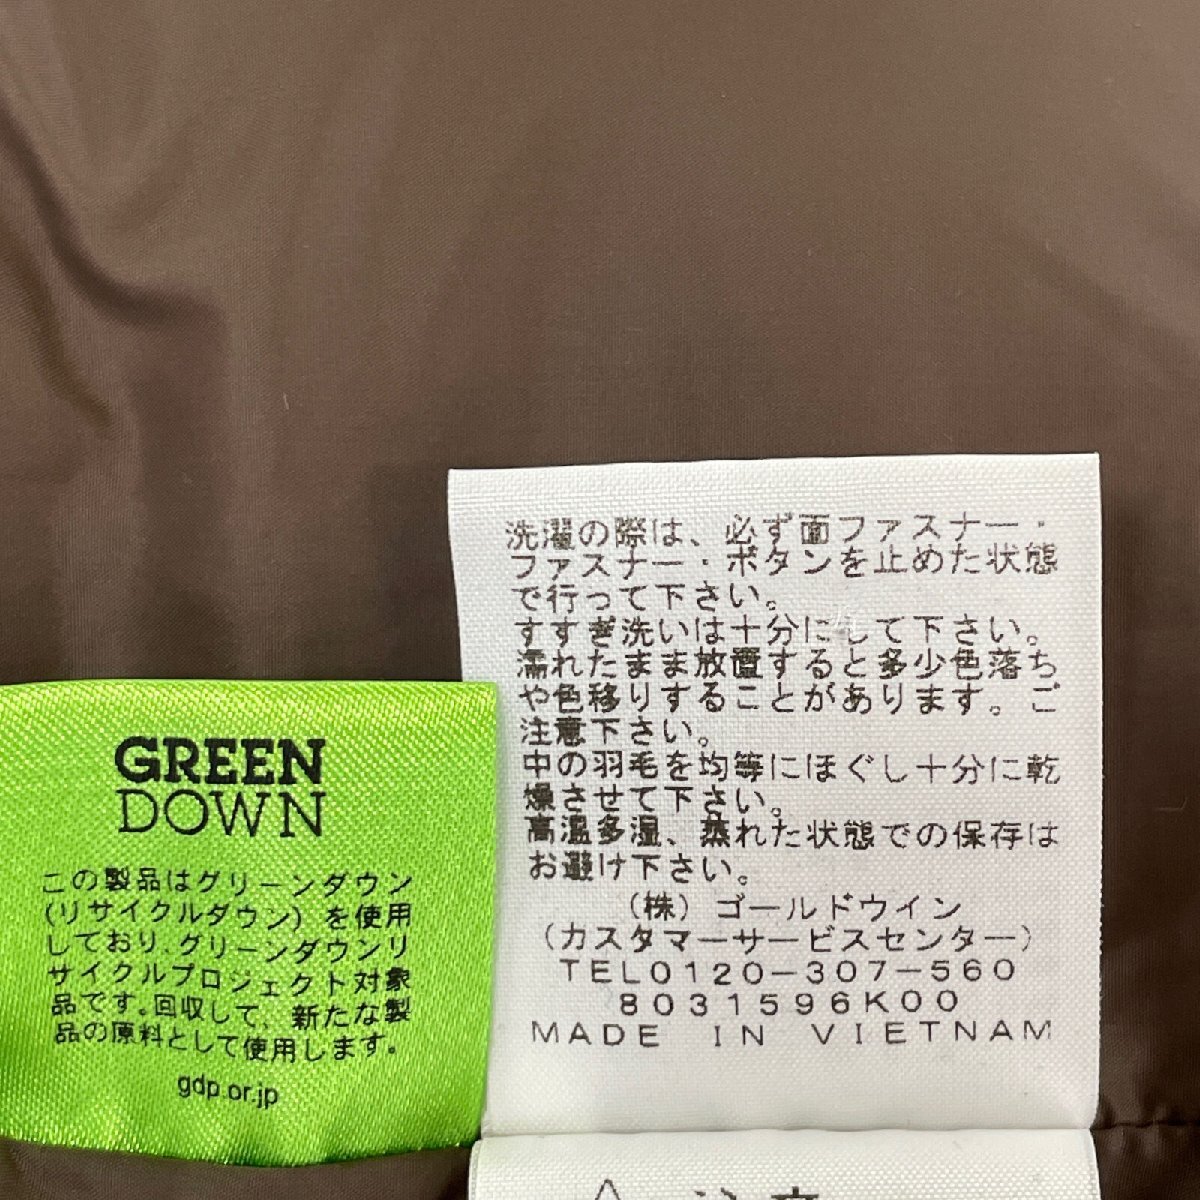 GREEN
DOWN
この製品はグリーンダウン
(リサイクルダウン)を使用
しており、グリーンダウンリ
サイクルプロジェクト対象
品です。回収して、新たな製
品の原料として使用します。
gdp.or.jp
洗濯の際は、必ず面ファスナー・
ファスナー・ボタンを止めた状態
で行って下さい。
すすぎ洗いは十分にして下さい。
濡れたまま放置すると多少色落ち
や色移りすることがあります。ご
注意下さい。
中の羽毛を均等にほぐし十分に乾
燥させて下さい。
高温多湿、蒸れた状態での保存は
お避け下さい。
(株)ゴールドウイン
(カスタマーサービスセンター)
TEL0120-307-560
8031596K00
MADE IN VIETNAM